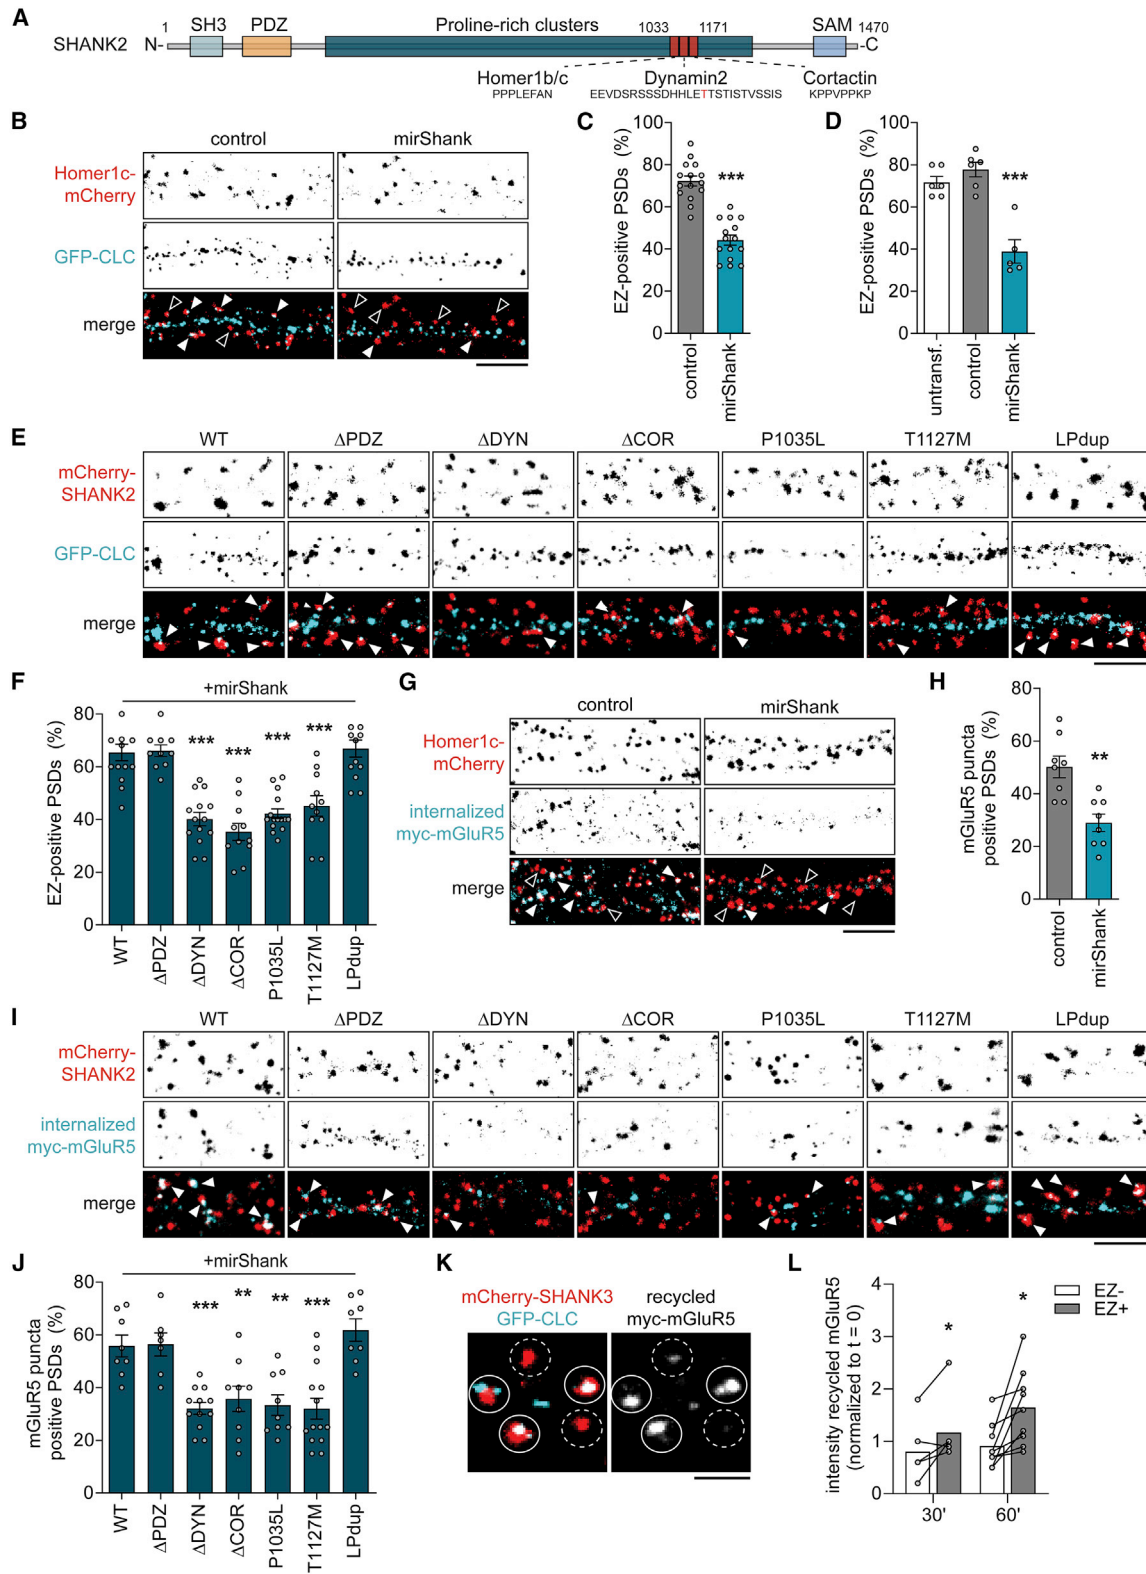 A
1 SH3 PDZ Proline-rich clusters 1033 1171 SAM 1470
SHANK2 N- -C
Homer1b/c Dynamin2 Cortactin
PPPLEFAN EEVDSRSSSDHHLETTSTISTVSSIS KPPVPPKP
B
control mirShank
Homer1c-
mCherry
GFP-CLC
merge
C
EZ-positive PSDs (%)
100
80
60
40
20
0
***
control
mirShank
D
EZ-positive PSDs (%)
100
80
60
40
20
0
***
untransf.
control
mirShank
E
WT ΔPDZ ΔDYN ΔCOR P1035L T1127M LPdup
mCherry-
SHANK2
GFP-CLC
merge
F
+mirShank
EZ-positive PSDs (%)
80
60
40
20
0
*** *** *** ***
WT
ΔPDZ
ΔDYN
ΔCOR
P1035L
T1127M
LPdup
G
control mirShank
Homer1c-
mCherry
internalized
myc-mGluR5
merge
H
mGluR5 puncta
positive PSDs (%)
80
60
40
20
0
**
control
mirShank
I
WT ΔPDZ ΔDYN ΔCOR P1035L T1127M LPdup
mCherry-
SHANK2
internalized
myc-mGluR5
merge
J
+mirShank
mGluR5 puncta
positive PSDs (%)
80
60
40
20
0
*** ** ** ***
WT
ΔPDZ
ΔDYN
ΔCOR
P1035L
T1127M
LPdup
K
mCherry-SHANK3 recycled
GFP-CLC myc-mGluR5
L
intensity recycled mGluR5
(normalized to t = 0)
4
3
2
1
0
* *
30' 60'
EZ-
EZ+